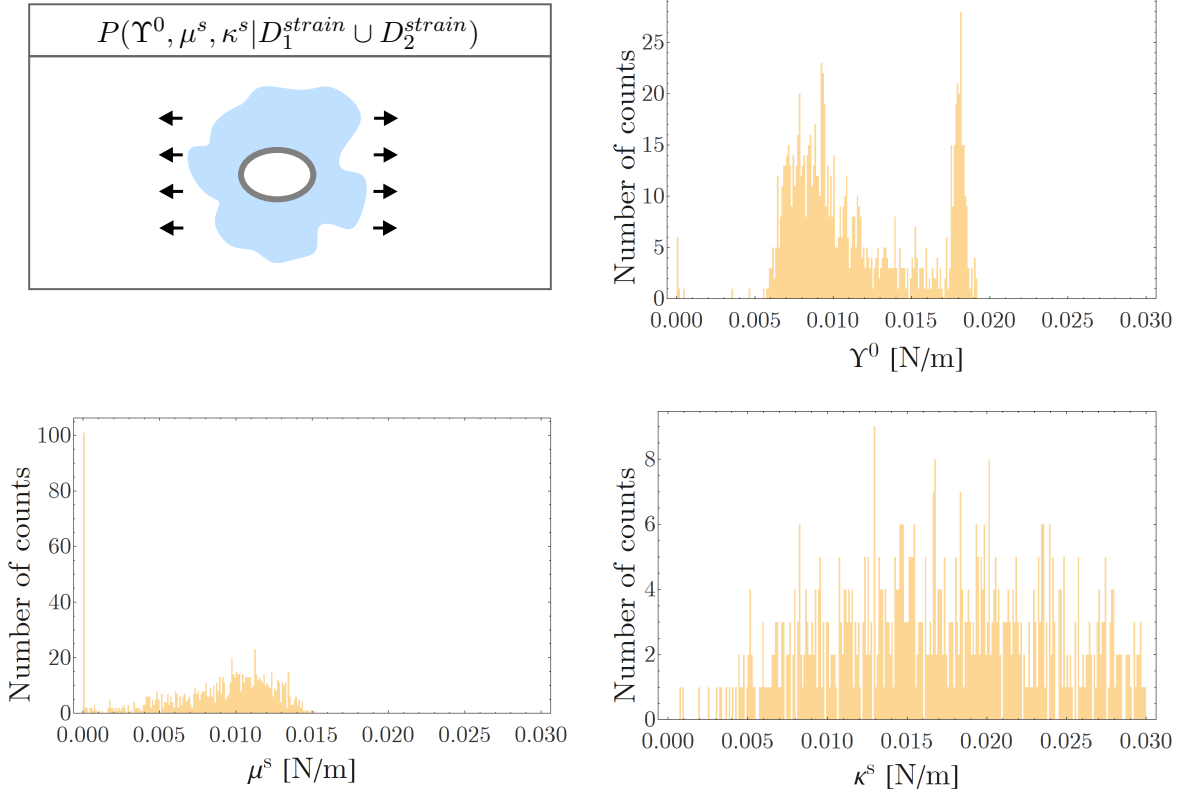 P(ϒ⁰, μˢ, κˢ|D₁ˢᵗʳᵃⁱⁿ ∪ D₂ˢᵗʳᵃⁱⁿ)
Number of counts
25
20
15
10
5
0
0.000 0.005 0.010 0.015 0.020 0.025 0.030
ϒ⁰ [N/m]
Number of counts
100
80
60
40
20
0
0.000 0.005 0.010 0.015 0.020 0.025 0.030
μˢ [N/m]
Number of counts
8
6
4
2
0
0.000 0.005 0.010 0.015 0.020 0.025 0.030
κˢ [N/m]